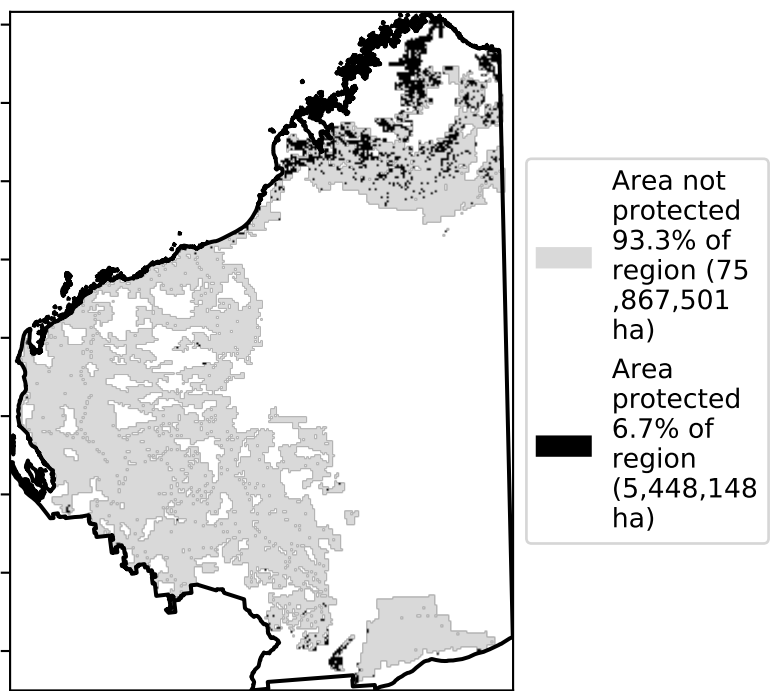 Area not
protected
93.3% of
region (75
,867,501
ha)
Area
protected
6.7% of
region
(5,448,148
ha)